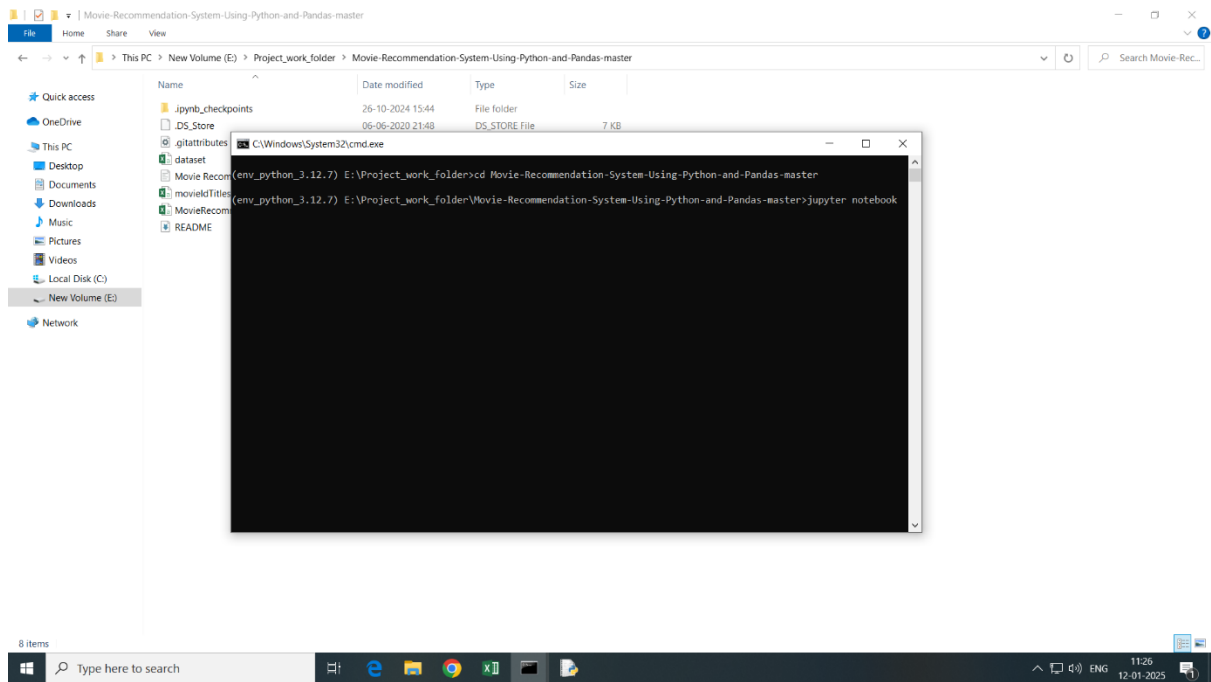 Movie-Recommendation-System-Using-Python-and-Pandas-master
File Home Share View
This PC > New Volume (E:) > Project_work_folder > Movie-Recommendation-System-Using-Python-and-Pandas-master
Search Movie-Rec...
Name Date modified Type Size
Quick access
OneDrive
This PC
Desktop
Documents
Downloads
Music
Pictures
Videos
Local Disk (C:)
New Volume (E:)
Network
.ipynb_checkpoints 26-10-2024 15:44 File folder
.DS_Store 06-06-2020 21:48 DS_STORE File 7 KB
.gitattributes
dataset
Movie Recom
movieIdTitles
MovieRecom
README
C:\Windows\System32\cmd.exe
(env_python_3.12.7) E:\Project_work_folder>cd Movie-Recommendation-System-Using-Python-and-Pandas-master
(env_python_3.12.7) E:\Project_work_folder\Movie-Recommendation-System-Using-Python-and-Pandas-master>jupyter notebook
8 items
Type here to search
ENG
11:26
12-01-2025
1